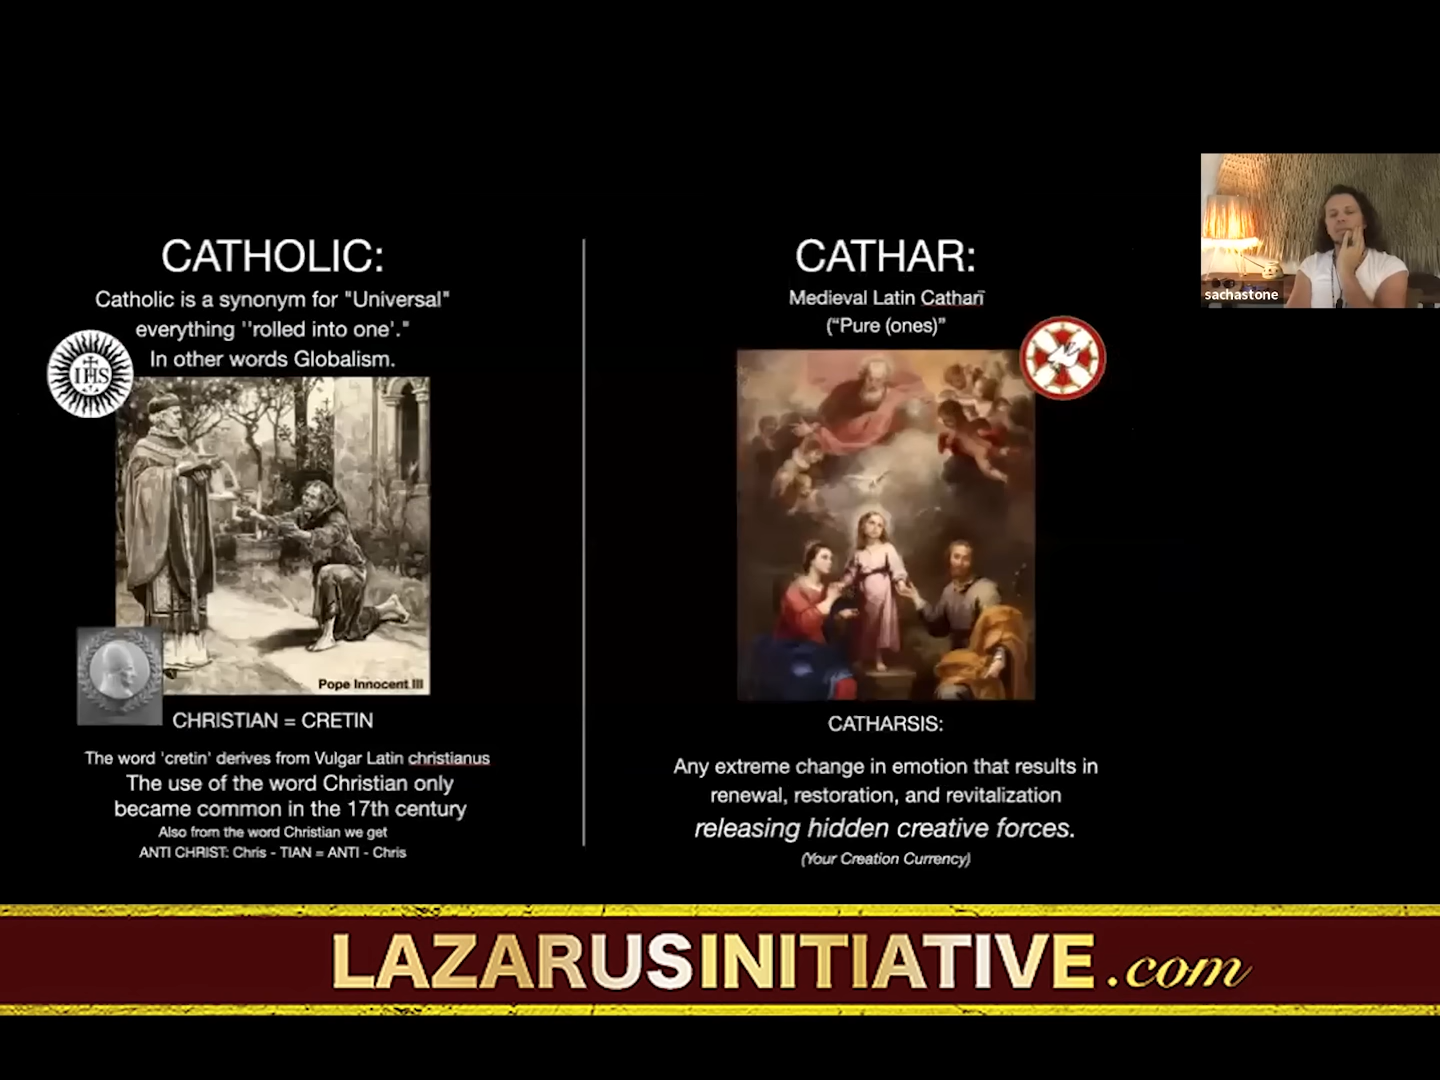 CATHOLIC:
Catholic is a synonym for "Universal"
everything ''rolled into one'."
In other words Globalism.
IHS
Pope Innocent III
CHRISTIAN = CRETIN
The word 'cretin' derives from Vulgar Latin christianus
The use of the word Christian only
became common in the 17th century
Also from the word Christian we get
ANTI CHRIST: Chris - TIAN = ANTI - Chris
CATHAR:
Medieval Latin Catharī
(“Pure (ones)”
CATHARSIS:
Any extreme change in emotion that results in
renewal, restoration, and revitalization
releasing hidden creative forces.
(Your Creation Currency)
sachastone
LAZARUSINITIATIVE.com